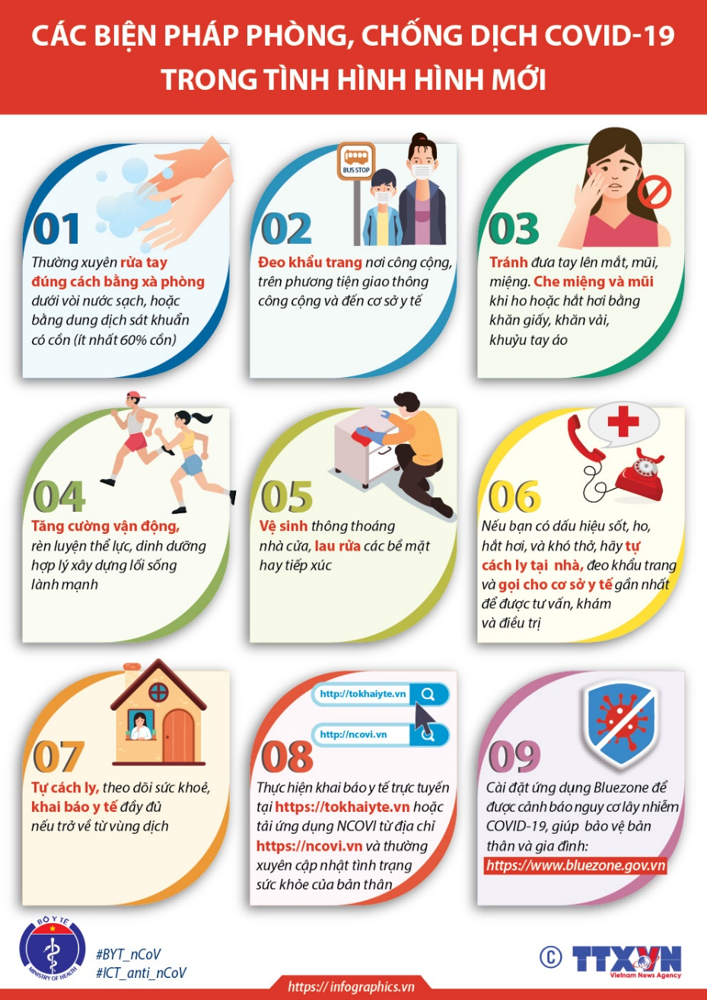 CÁC BIỆN PHÁP PHÒNG, CHỐNG DỊCH COVID-19
TRONG TÌNH HÌNH HÌNH MỚI
01
Thường xuyên rửa tay
đúng cách bằng xà phòng
dưới vòi nước sạch, hoặc
bằng dung dịch sát khuẩn
có cồn (ít nhất 60% cồn)
BUS STOP
02
Đeo khẩu trang nơi công cộng,
trên phương tiện giao thông
công cộng và đến cơ sở y tế
03
Tránh đưa tay lên mắt, mũi,
miệng. Che miệng và mũi
khi ho hoặc hắt hơi bằng
khăn giấy, khăn vải,
khuỷu tay áo
04
Tăng cường vận động,
rèn luyện thể lực, dinh dưỡng
hợp lý xây dựng lối sống
lành mạnh
05
Vệ sinh thông thoáng
nhà cửa, lau rửa các bề mặt
hay tiếp xúc
06
Nếu bạn có dấu hiệu sốt, ho,
hắt hơi, và khó thở, hãy tự
cách ly tại nhà, đeo khẩu trang
và gọi cho cơ sở y tế gần nhất
để được tư vấn, khám
và điều trị
07
Tự cách ly, theo dõi sức khoẻ,
khai báo y tế đầy đủ
nếu trở về từ vùng dịch
http://tokhaiyte.vn
http://ncovi.vn
08
Thực hiện khai báo y tế trực tuyến
tại https://tokhaiyte.vn hoặc
tải ứng dụng NCOVI từ địa chỉ
https://ncovi.vn và thường
xuyên cập nhật tình trạng
sức khỏe của bản thân
09
Cài đặt ứng dụng Bluezone để
được cảnh báo nguy cơ lây nhiễm
COVID-19, giúp bảo vệ bản
thân và gia đình:
https://www.bluezone.gov.vn
BỘ Y TẾ
MINISTRY OF HEALTH
#BYT_nCoV
#ICT_anti_nCoV
© TTXVN
Vietnam News Agency
https:// infographics.vn